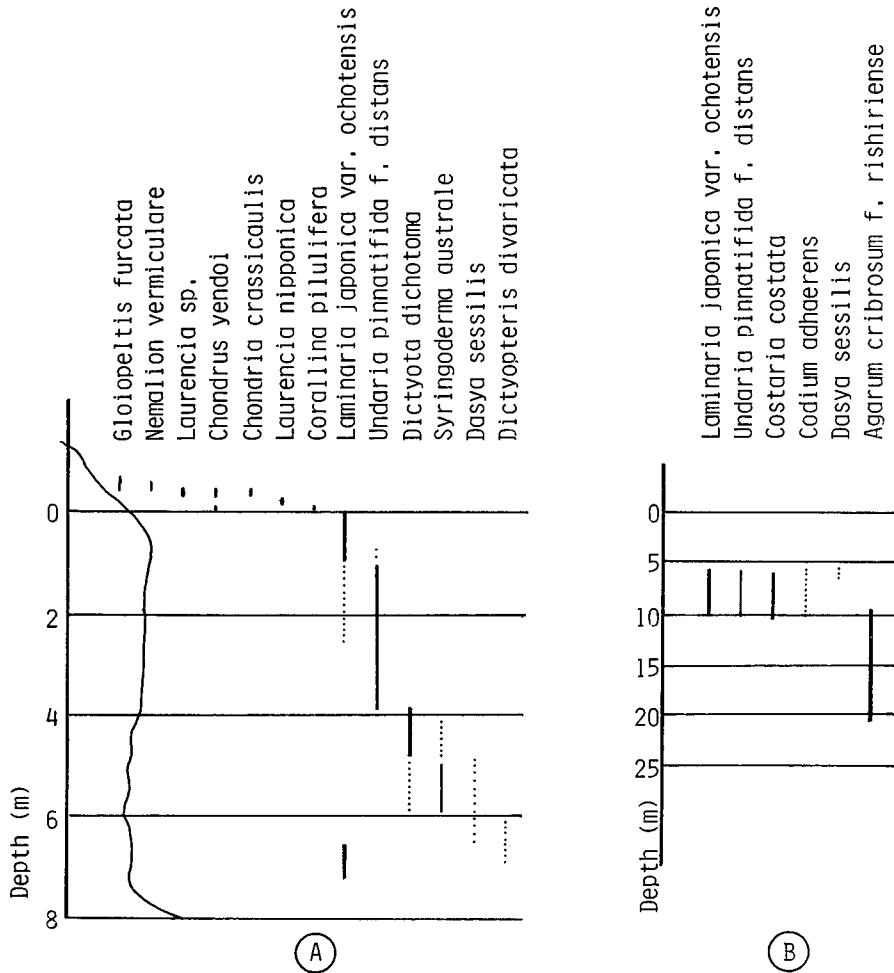 Gloiopeltis furcata
Nemalion vermiculare
Laurencia sp.
Chondrus yendoi
Chondria crassicaulis
Laurencia nipponica
Corallina pilulifera
Laminaria japonica var. ochotensis
Undaria pinnatifida f. distans
Dictyota dichotoma
Syringoderma australe
Dasya sessilis
Dictyopteris divaricata
0
2
4
6
8
Depth (m)
A
Laminaria japonica var. ochotensis
Undaria pinnatifida f. distans
Costaria costata
Codium adhaerens
Dasya sessilis
Agarum cribrosum f. rishiriense
0
5
10
15
20
25
Depth (m)
B